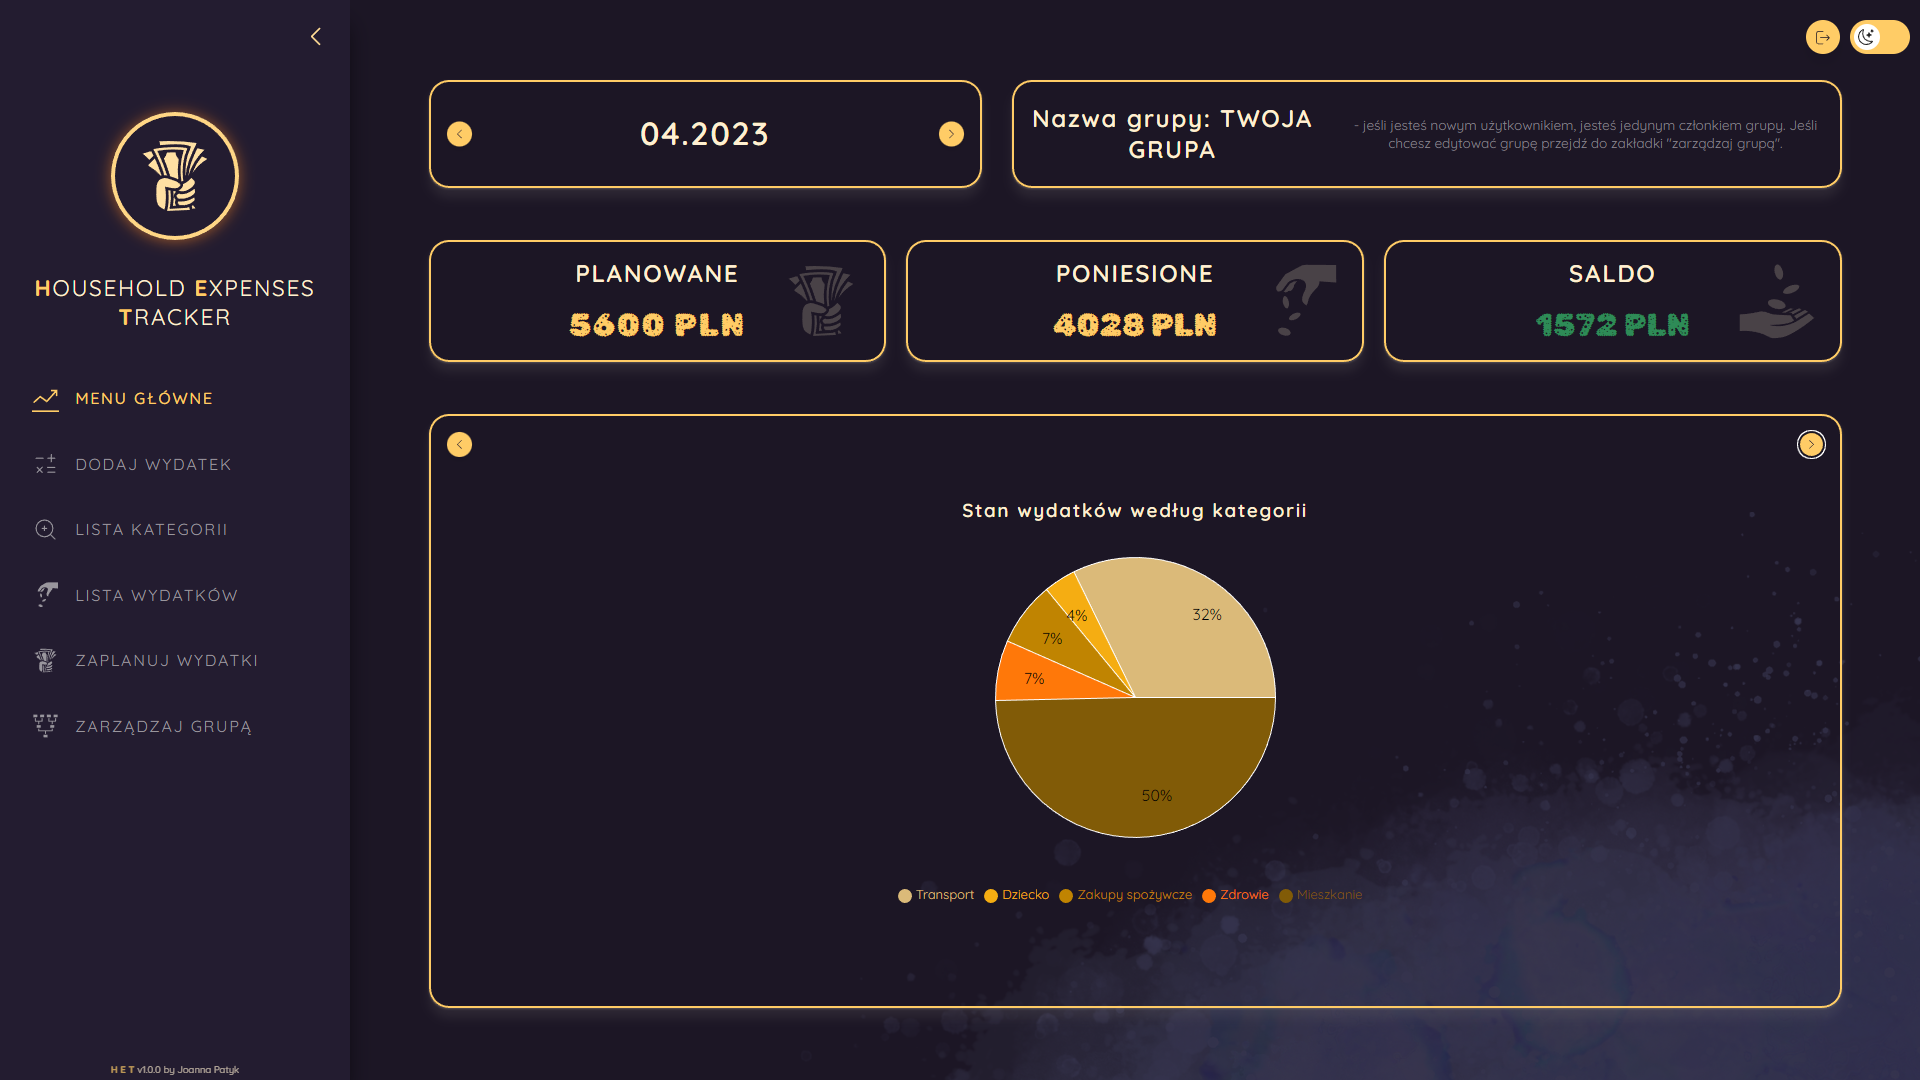 HOUSEHOLD EXPENSES
TRACKER
MENU GŁÓWNE
DODAJ WYDATEK
LISTA KATEGORII
LISTA WYDATKÓW
ZAPLANUJ WYDATKI
ZARZĄDZAJ GRUPĄ
H E T v1.0.0 by Joanna Patyk
04.2023
Nazwa grupy: TWOJA
GRUPA
- jeśli jesteś nowym użytkownikiem, jesteś jedynym członkiem grupy. Jeśli
chcesz edytować grupę przejdź do zakładki "zarządzaj grupą".
PLANOWANE
5600 PLN
PONIESIONE
4028 PLN
SALDO
1572 PLN
Stan wydatków według kategorii
32%
4%
7%
7%
50%
Transport Dziecko Zakupy spożywcze Zdrowie Mieszkanie